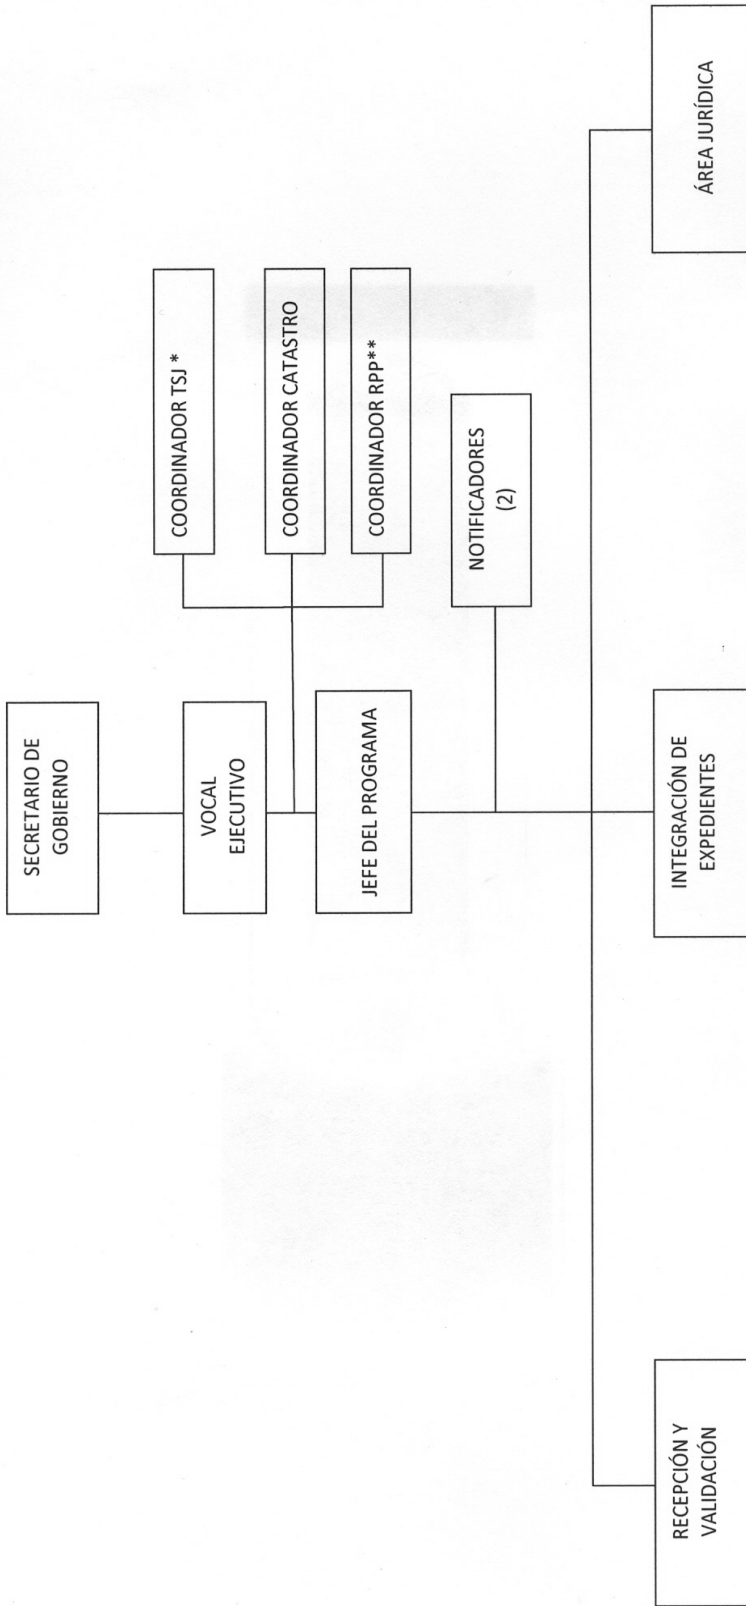 SECRETARIO DE
GOBIERNO
VOCAL
EJECUTIVO
COORDINADOR TSJ *
COORDINADOR CATASTRO
COORDINADOR RPP**
JEFE DEL PROGRAMA
NOTIFICADORES
(2)
RECEPCIÓN Y
VALIDACIÓN
INTEGRACIÓN DE
EXPEDIENTES
ÁREA JURÍDICA